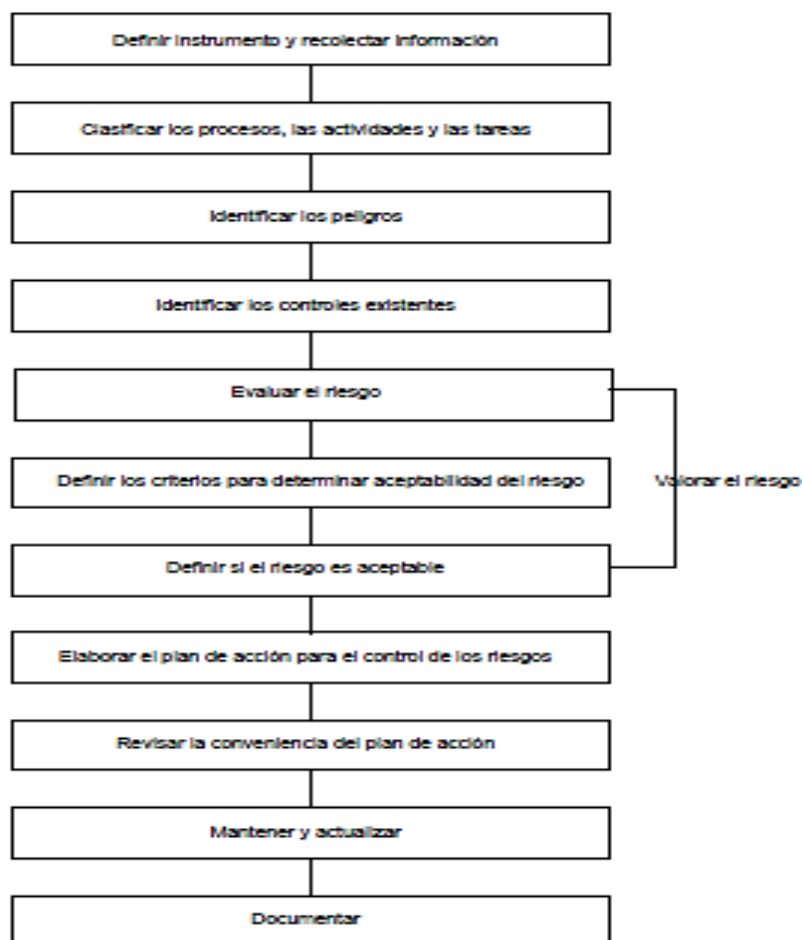 Definir instrumento y recolectar información
Clasificar los procesos, las actividades y las tareas
Identificar los peligros
Identificar los controles existentes
Evaluar el riesgo
Definir los criterios para determinar aceptabilidad del riesgo
Valorar el riesgo
Definir si el riesgo es aceptable
Elaborar el plan de acción para el control de los riesgos
Revisar la conveniencia del plan de acción
Mantener y actualizar
Documentar